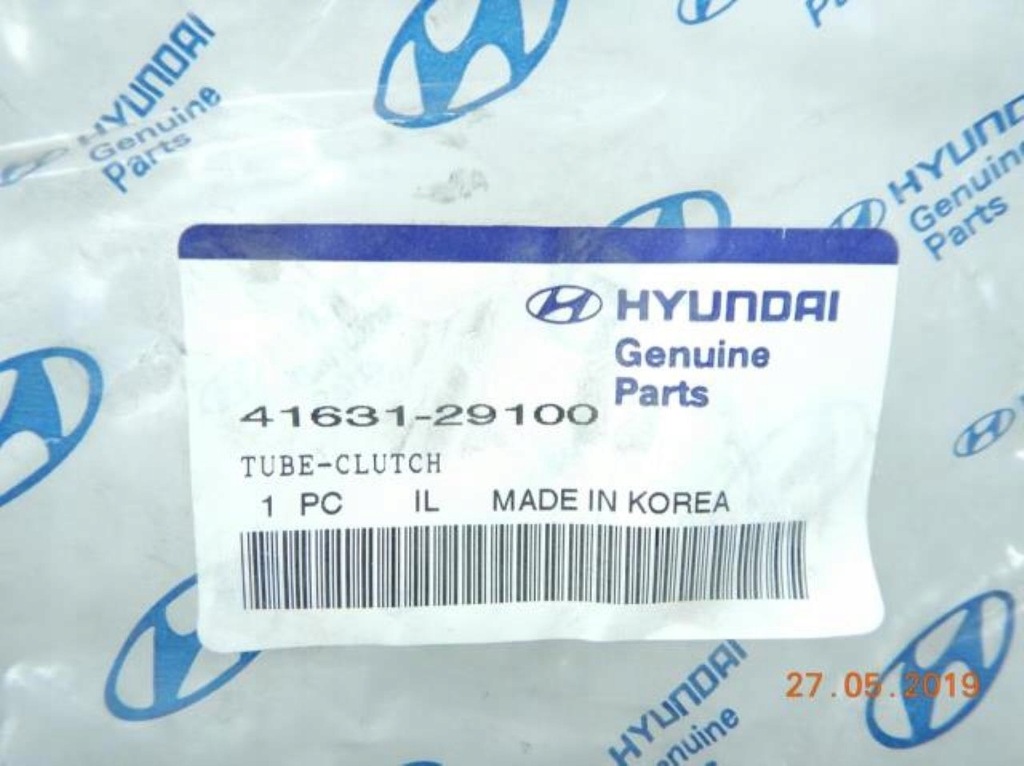 HYUNDAI
Genuine
Parts
HYUNDAI
Genuine
Parts
HYUNDAI
Genuine
Parts
41631-29100
TUBE-CLUTCH
1 PC IL MADE IN KOREA
27.05.2019
HYUNDAI